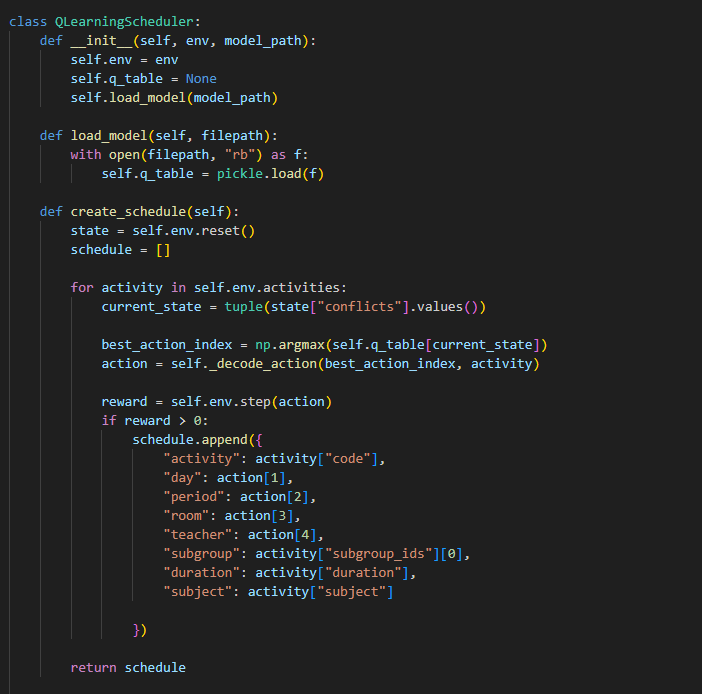 class QLearningScheduler:
    def __init__(self, env, model_path):
        self.env = env
        self.q_table = None
        self.load_model(model_path)

    def load_model(self, filepath):
        with open(filepath, "rb") as f:
            self.q_table = pickle.load(f)

    def create_schedule(self):
        state = self.env.reset()
        schedule = []

        for activity in self.env.activities:
            current_state = tuple(state["conflicts"].values())

            best_action_index = np.argmax(self.q_table[current_state])
            action = self._decode_action(best_action_index, activity)

            reward = self.env.step(action)
            if reward > 0:
                schedule.append({
                    "activity": activity["code"],
                    "day": action[1],
                    "period": action[2],
                    "room": action[3],
                    "teacher": action[4],
                    "subgroup": activity["subgroup_ids"][0],
                    "duration": activity["duration"],
                    "subject": activity["subject"]

                })

        return schedule